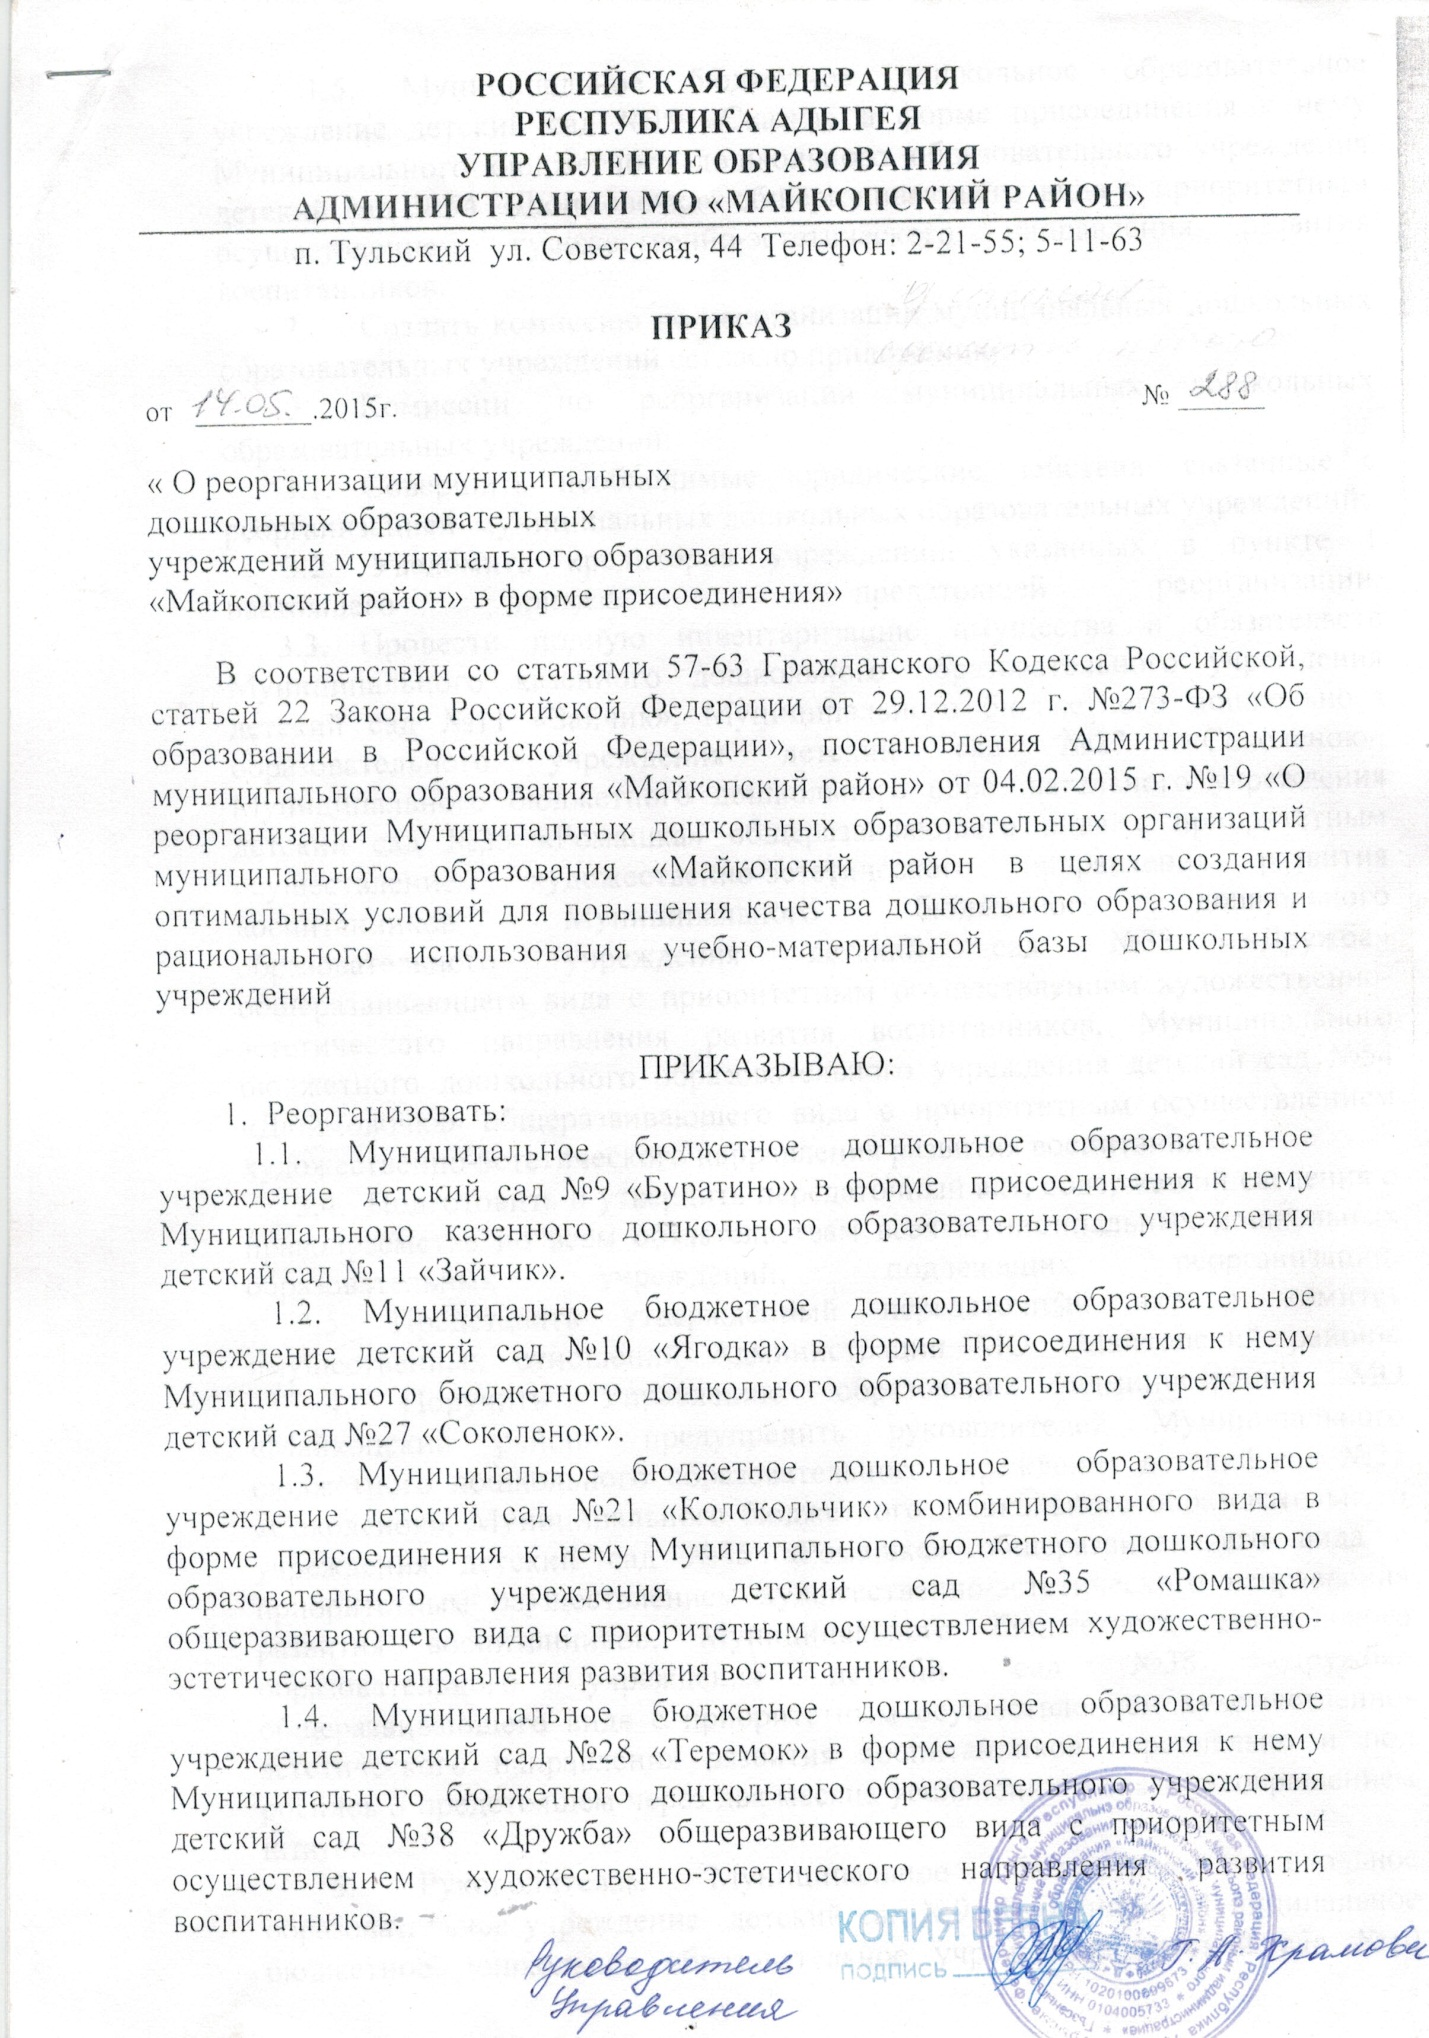 РОССИЙСКАЯ ФЕДЕРАЦИЯ
РЕСПУБЛИКА АДЫГЕЯ
УПРАВЛЕНИЕ ОБРАЗОВАНИЯ
АДМИНИСТРАЦИИ МО «МАЙКОПСКИЙ РАЙОН»
п. Тульский ул. Советская, 44 Телефон: 2-21-55; 5-11-63
ПРИКАЗ
от 14.05. .2015г. № 288
« О реорганизации муниципальных
дошкольных образовательных
учреждений муниципального образования
«Майкопский район» в форме присоединения»
В соответствии со статьями 57-63 Гражданского Кодекса Российской,
статьей 22 Закона Российской Федерации от 29.12.2012 г. №273-ФЗ «Об
образовании в Российской Федерации», постановления Администрации
муниципального образования «Майкопский район» от 04.02.2015 г. №19 «О
реорганизации Муниципальных дошкольных образовательных организаций
муниципального образования «Майкопский район в целях создания
оптимальных условий для повышения качества дошкольного образования и
рационального использования учебно-материальной базы дошкольных
учреждений
ПРИКАЗЫВАЮ:
1. Реорганизовать:
1.1. Муниципальное бюджетное дошкольное образовательное
учреждение детский сад №9 «Буратино» в форме присоединения к нему
Муниципального казенного дошкольного образовательного учреждения
детский сад №11 «Зайчик».
1.2. Муниципальное бюджетное дошкольное образовательное
учреждение детский сад №10 «Ягодка» в форме присоединения к нему
Муниципального бюджетного дошкольного образовательного учреждения
детский сад №27 «Соколенок».
1.3. Муниципальное бюджетное дошкольное образовательное
учреждение детский сад №21 «Колокольчик» комбинированного вида в
форме присоединения к нему Муниципального бюджетного дошкольного
образовательного учреждения детский сад №35 «Ромашка»
общеразвивающего вида с приоритетным осуществлением художественно-
эстетического направления развития воспитанников.
1.4. Муниципальное бюджетное дошкольное образовательное
учреждение детский сад №28 «Теремок» в форме присоединения к нему
Муниципального бюджетного дошкольного образовательного учреждения
детский сад №38 «Дружба» общеразвивающего вида с приоритетным
осуществлением художественно-эстетического направления развития
воспитанников.
КОПИЯ
ПОДПИСЬ
Руководитель
Управления